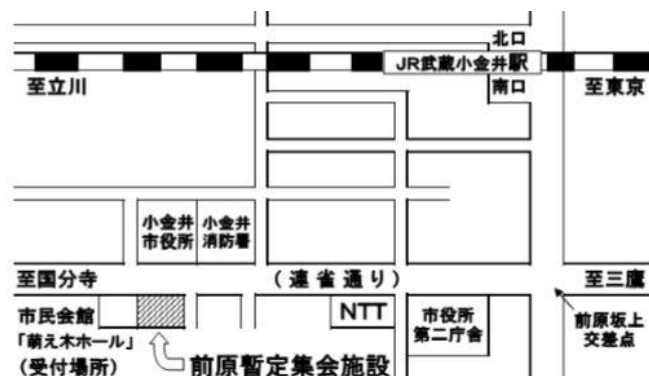 北口
JR武蔵小金井駅
至立川
南口
至東京
小金井
市役所
小金井
消防署
至国分寺
（連雀通り）
至三鷹
市民会館
「萌え木ホール」
（受付場所）
前原暫定集会施設
NTT
市役所
第二庁舎
前原坂上
交差点